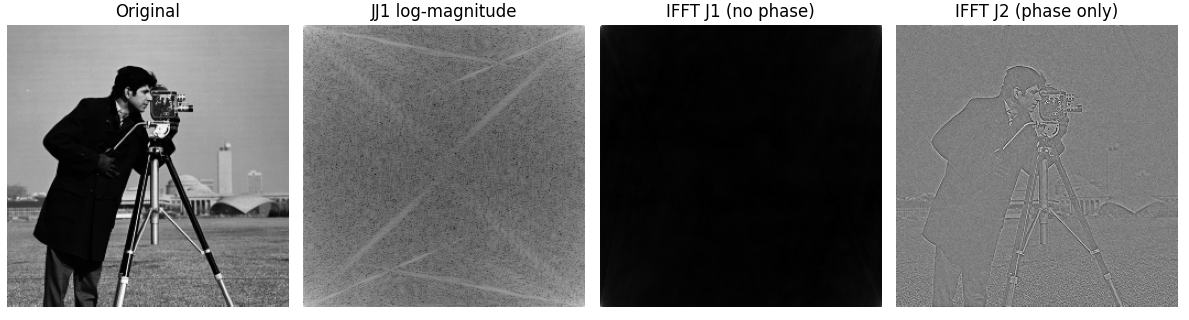 Original
JJ1 log-magnitude
IFFT J1 (no phase)
IFFT J2 (phase only)